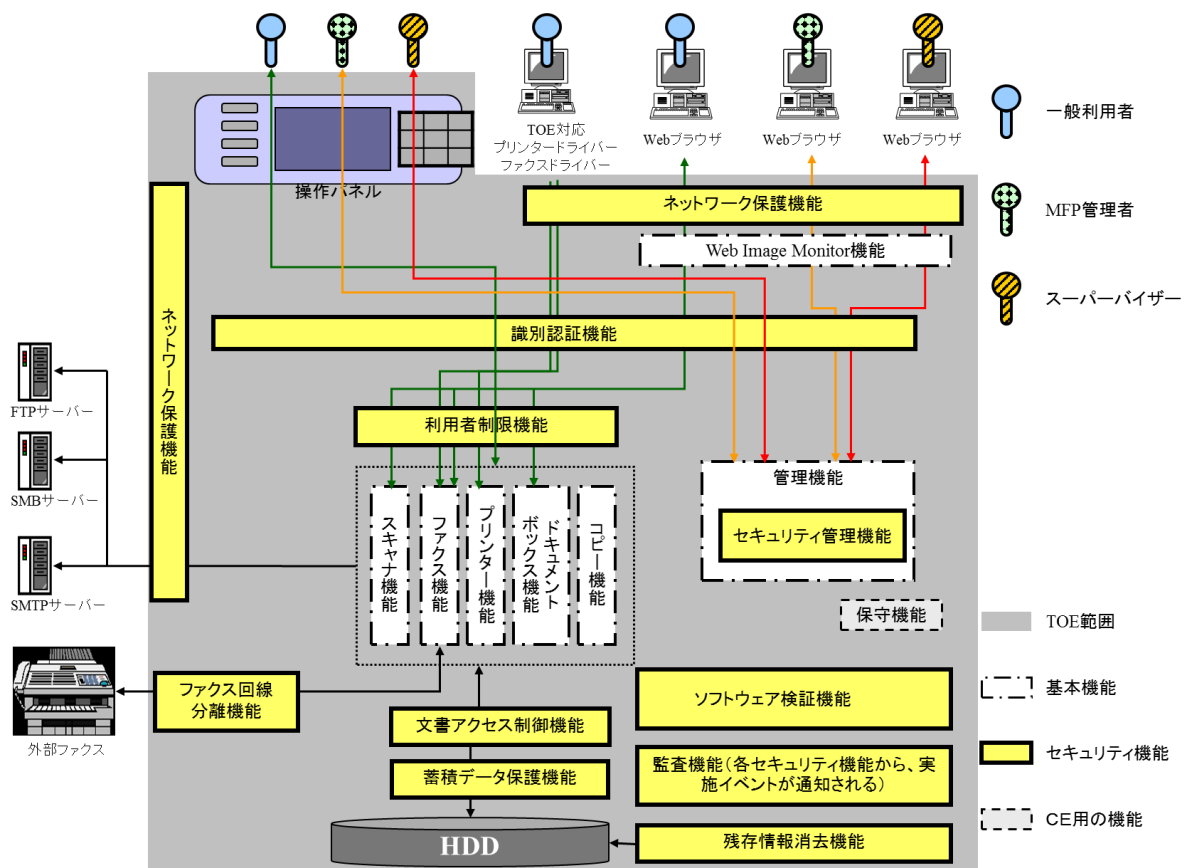 操作パネル
TOE対応
プリンタードライバー
ファクスドライバー
Webブラウザ
Webブラウザ
Webブラウザ
一般利用者
MFP管理者
スーパーバイザー
ネットワーク保護機能
Web Image Monitor機能
ネットワーク保護機能
識別認証機能
FTPサーバー
SMBサーバー
SMTPサーバー
利用者制限機能
スキャナ機能
ファクス機能
プリンター機能
ドキュメント
ボックス機能
コピー機能
管理機能
セキュリティ管理機能
保守機能
TOE範囲
基本機能
セキュリティ機能
CE用の機能
ファクス回線
分離機能
外部ファクス
文書アクセス制御機能
蓄積データ保護機能
HDD
ソフトウェア検証機能
監査機能(各セキュリティ機能から、実
施イベントが通知される)
残存情報消去機能